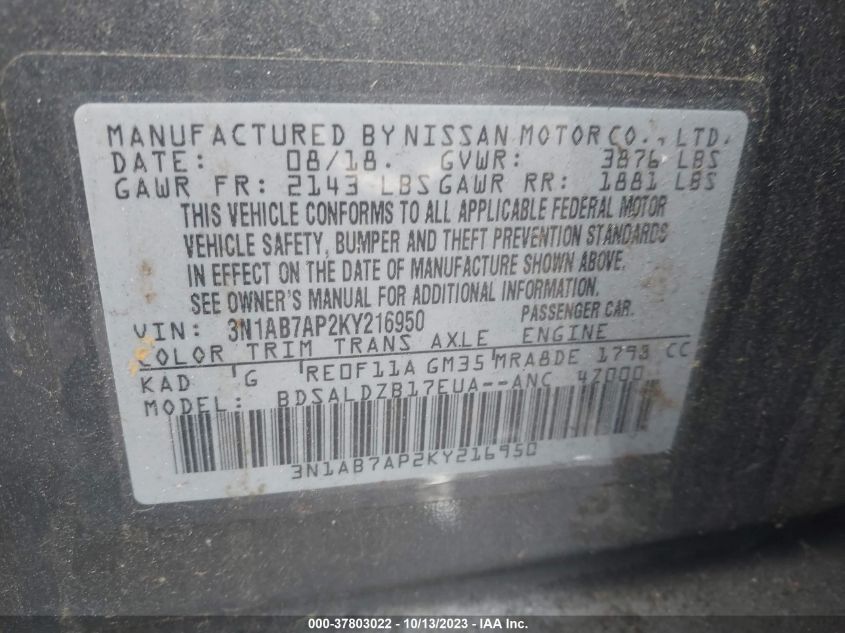 MANUFACTURED BY NISSAN MOTOR CO., LTD.
DATE: 08/18. GVWR: 3876 LBS
GAWR FR: 2143 LBS GAWR RR: 1881 LBS
THIS VEHICLE CONFORMS TO ALL APPLICABLE FEDERAL MOTOR
VEHICLE SAFETY, BUMPER AND THEFT PREVENTION STANDARDS
IN EFFECT ON THE DATE OF MANUFACTURE SHOWN ABOVE.
SEE OWNER'S MANUAL FOR ADDITIONAL INFORMATION.
VIN: 3N1AB7AP2KY216950 PASSENGER CAR.
COLOR TRIM TRANS AXLE ENGINE
KAD G RE0F11A GM35 MRA8DE 1798 CC
MODEL: BDSALDZB17EUA--ANC 47000
3N1AB7AP2KY216950
000-37803022 - 10/13/2023 - IAA Inc.